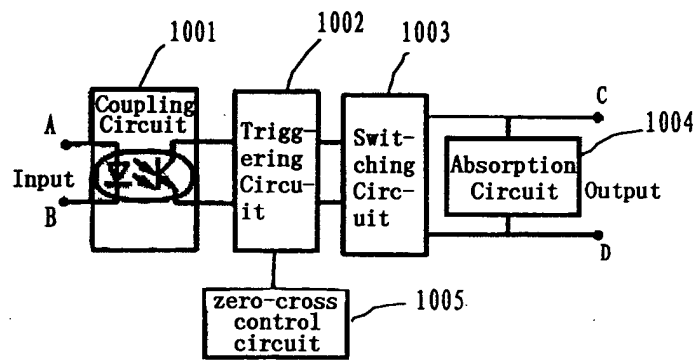 1001
1002
1003
Coupling
Circuit
A
Input
B
Trigg-
ering
Circu-
it
Swit-
ching
Circ-
uit
C
1004
Absorption
Circuit
Output
D
zero-cross
control
circuit
1005